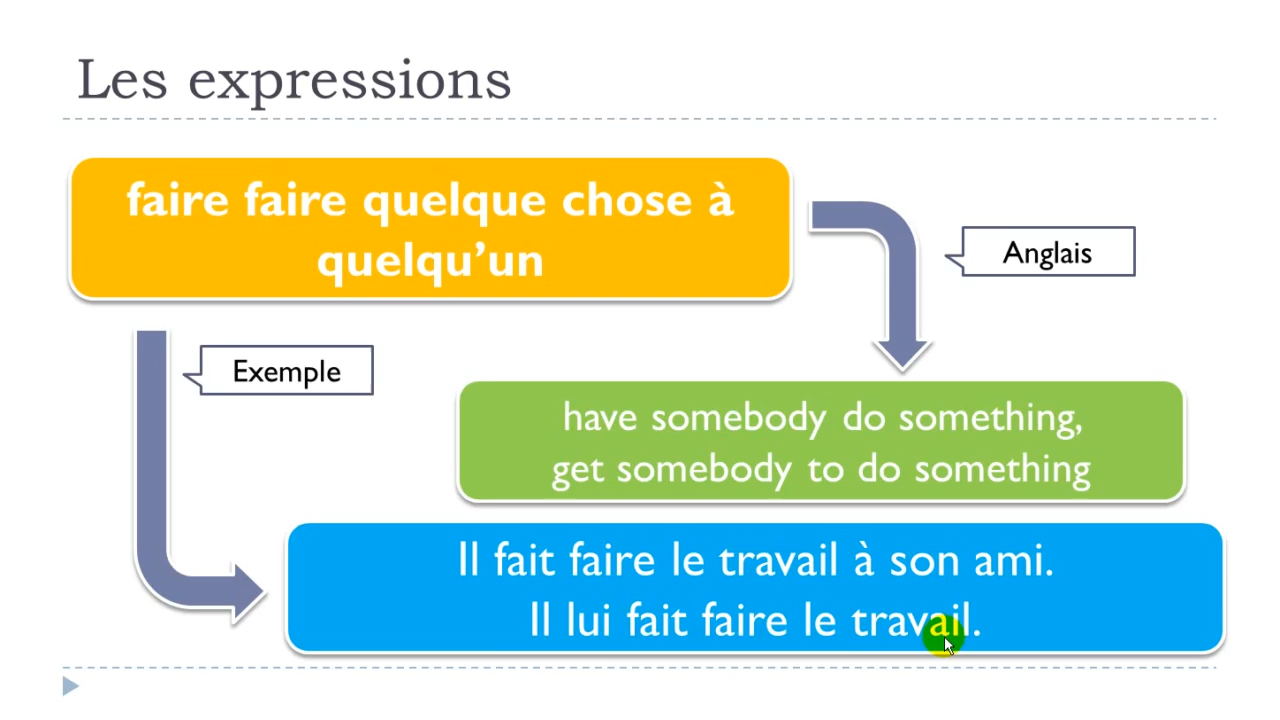 Les expressions
faire faire quelque chose à
quelqu’un
Anglais
Exemple
have somebody do something,
get somebody to do something
Il fait faire le travail à son ami.
Il lui fait faire le travail.